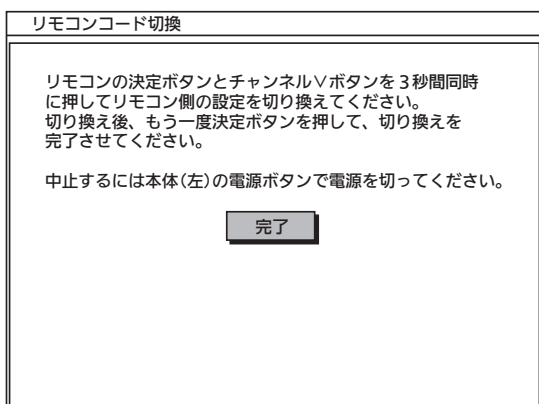 リモコンコード切換
リモコンの決定ボタンとチャンネル∨ボタンを3秒間同時
に押してリモコン側の設定を切り換えてください。
切り換え後、もう一度決定ボタンを押して、切り換えを
完了させてください。
中止するには本体(左)の電源ボタンで電源を切ってください。
完了